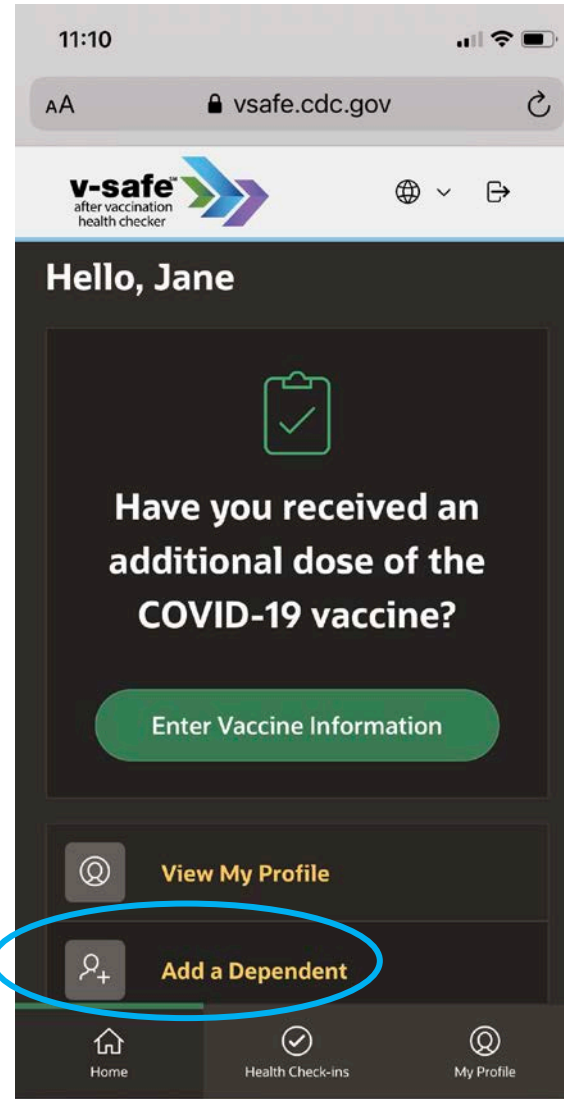 11:10
AA vsafe.cdc.gov
v-safe™
after vaccination
health checker
Hello, Jane
Have you received an
additional dose of the
COVID-19 vaccine?
Enter Vaccine Information
View My Profile
Add a Dependent
Home Health Check-ins My Profile